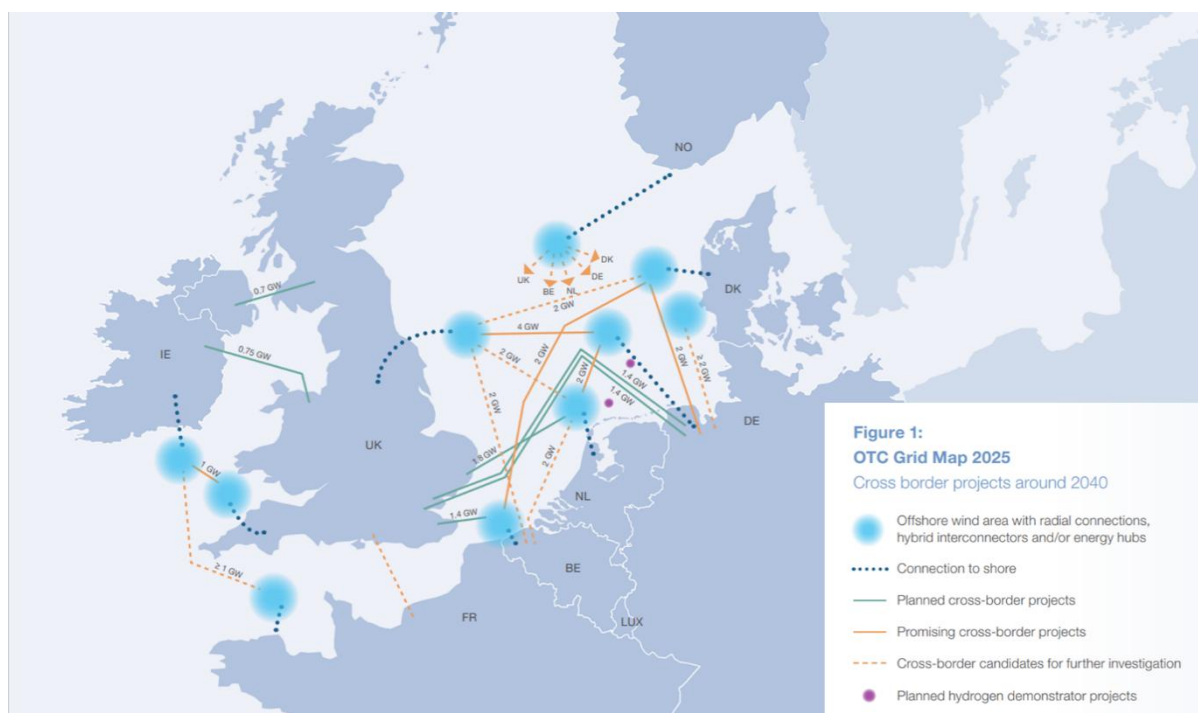 NO
DK
UK
DE
BE
NL
2 GW
DK
0.7 GW
4 GW
IE
0.75 GW
2 GW
2 GW
2 GW
≥ 2 GW
2 GW
2 GW
1.4 GW
1.4 GW
DE
UK
1.8 GW
2 GW
1 GW
NL
1.4 GW
≥ 1 GW
BE
FR
LUX
Figure 1:
OTC Grid Map 2025
Cross border projects around 2040
Offshore wind area with radial connections,
hybrid interconnectors and/or energy hubs
Connection to shore
Planned cross-border projects
Promising cross-border projects
Cross-border candidates for further investigation
Planned hydrogen demonstrator projects